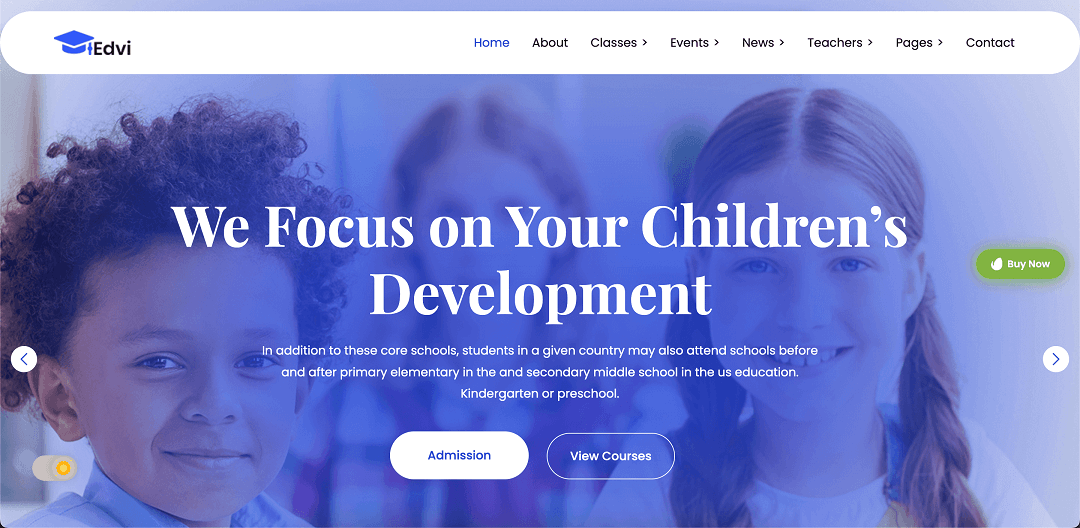 Edvi
Home About Classes Events News Teachers Pages Contact
We Focus on Your Children's
Development
Buy Now
In addition to these core schools, students in a given country may also attend schools before
and after primary elementary in the and secondary middle school in the us education.
Kindergarten or preschool.
Admission View Courses